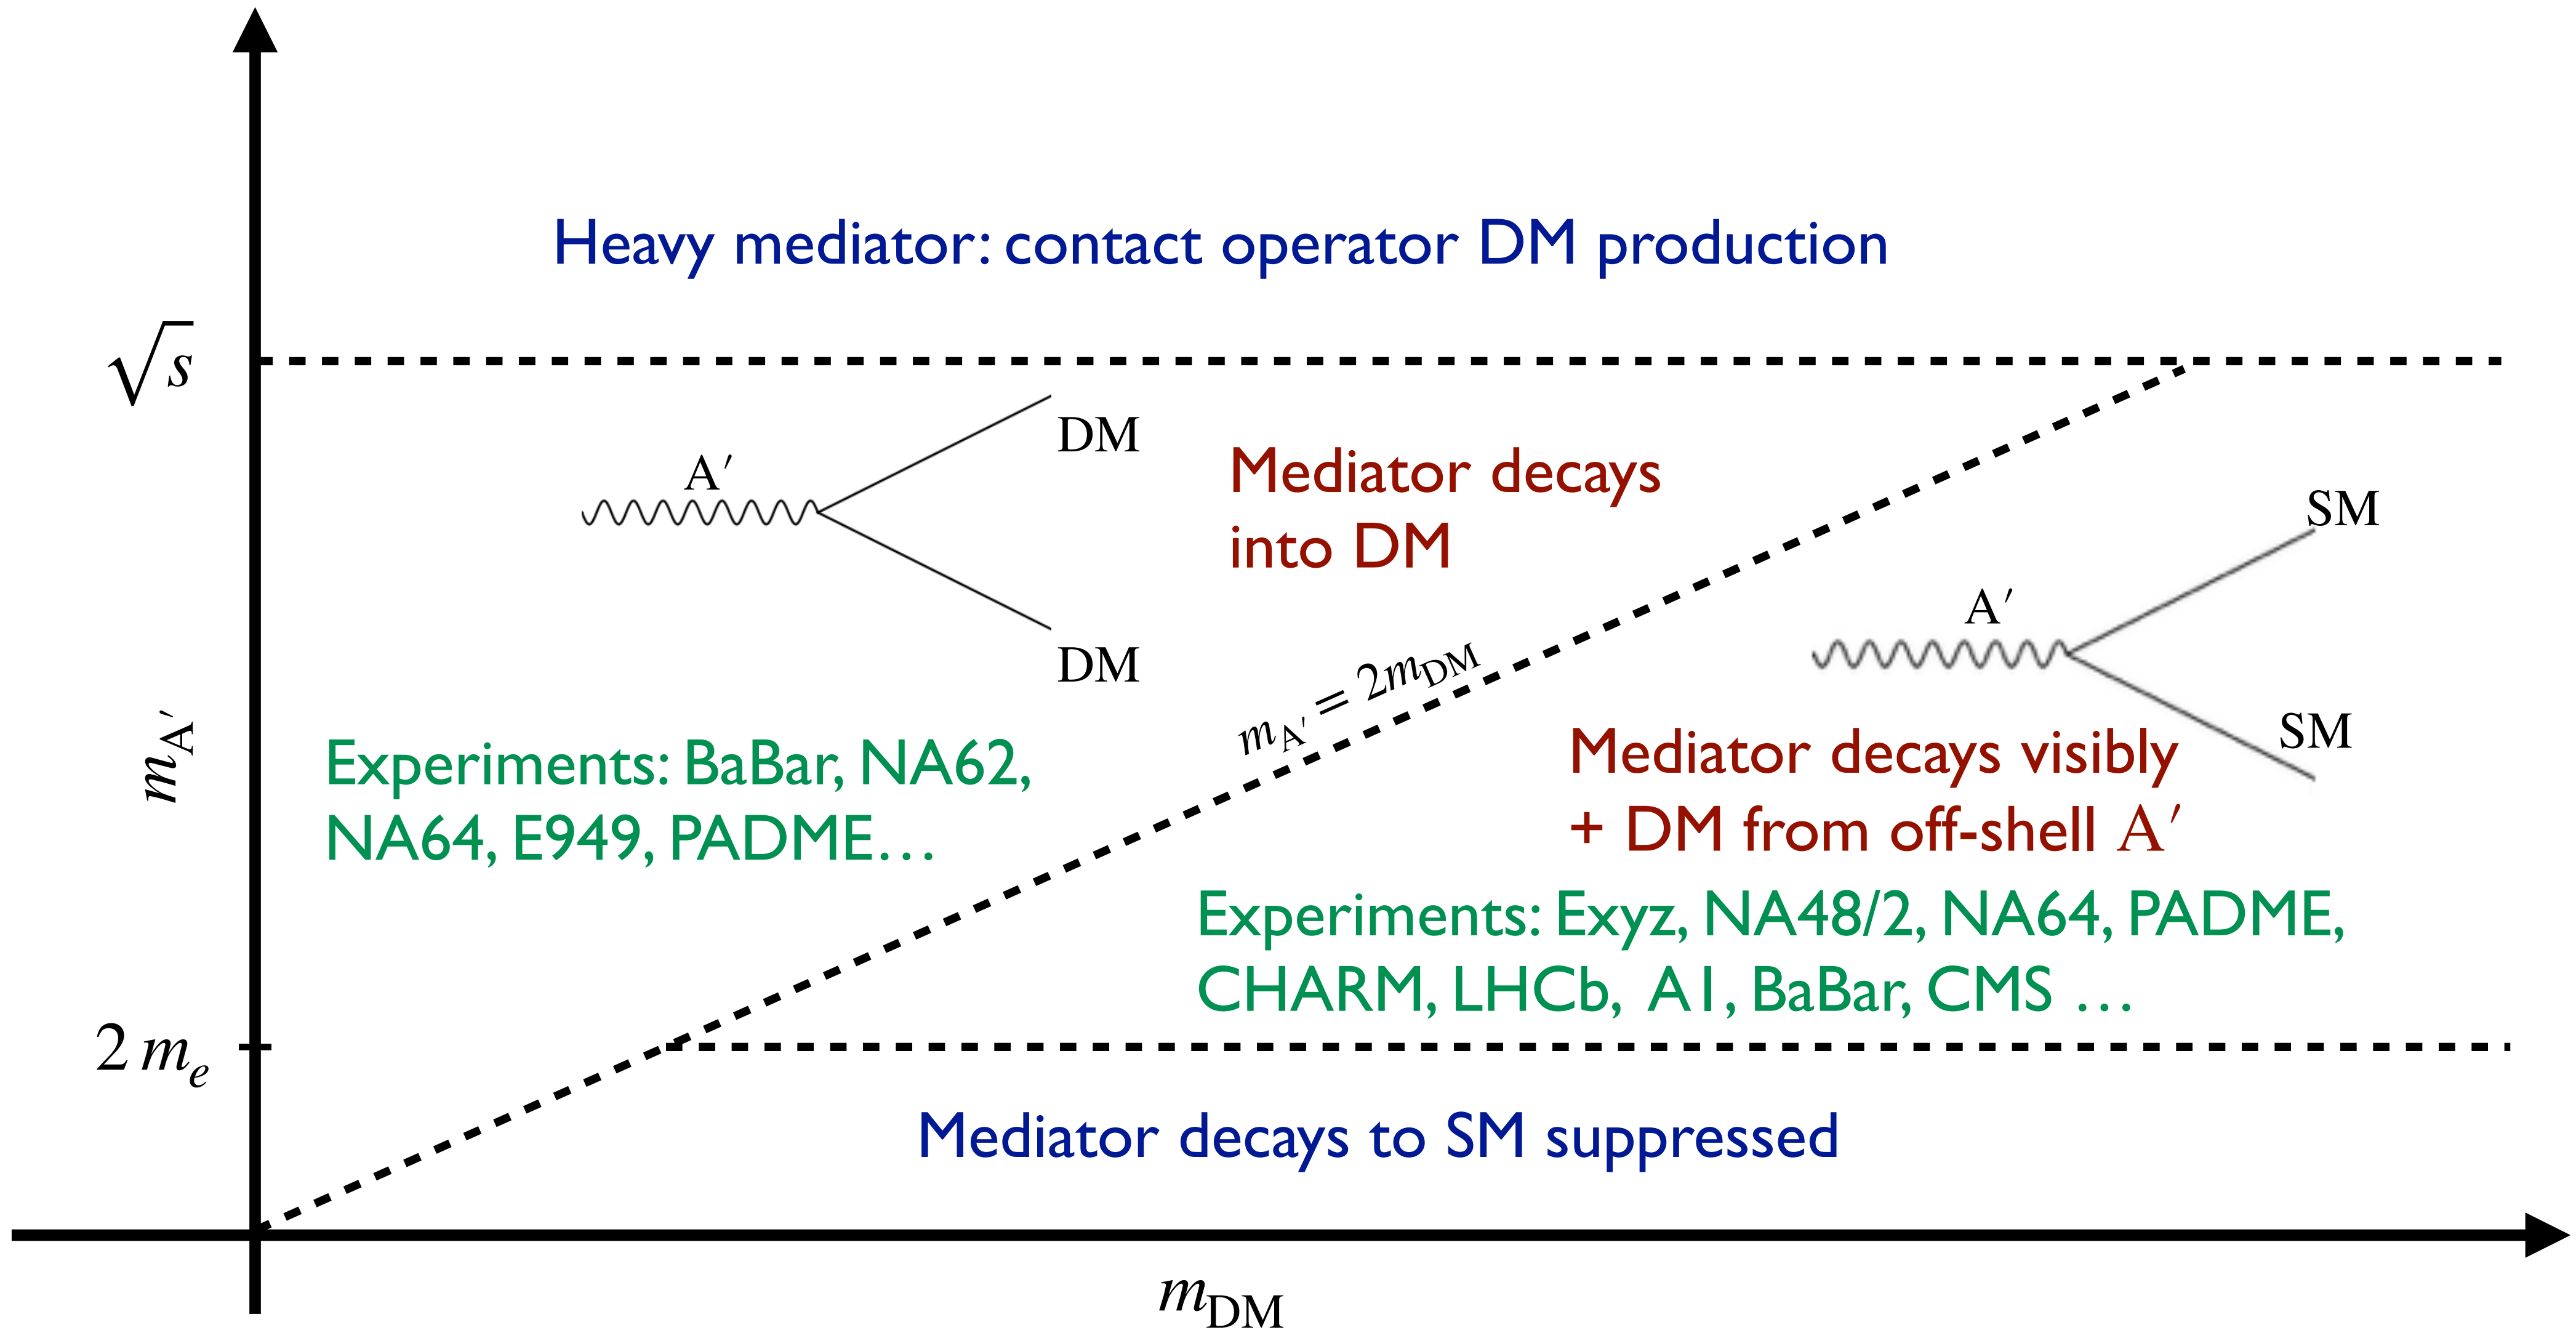 Heavy mediator: contact operator DM production
√s
DM
A′
Mediator decays
into DM
SM
A′
DM
m_A′ = 2m_DM
m_A′
SM
Mediator decays visibly
+ DM from off-shell A′
Experiments: BaBar, NA62,
NA64, E949, PADME…
Experiments: Exyz, NA48/2, NA64, PADME,
CHARM, LHCb, A1, BaBar, CMS …
2 m_e
Mediator decays to SM suppressed
m_DM